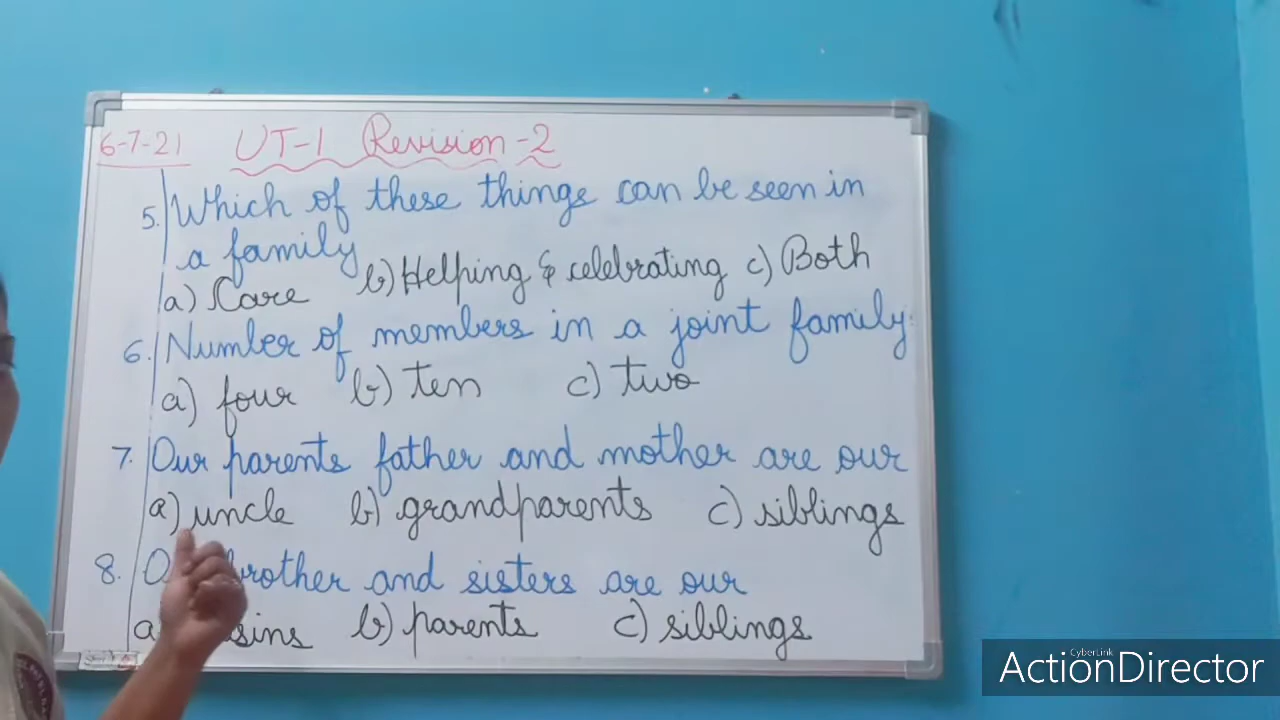 6-7-21 UT-1 Revision-2
5. Which of these things can be seen in
a family
a) Care b) Helping & celebrating c) Both
6. Number of members in a joint family.
a) four b) ten c) two
7. Our parents father and mother are our
a) uncle b) grandparents c) siblings
8. brother and sisters are our
b) parents c) siblings
CyberLink
ActionDirector